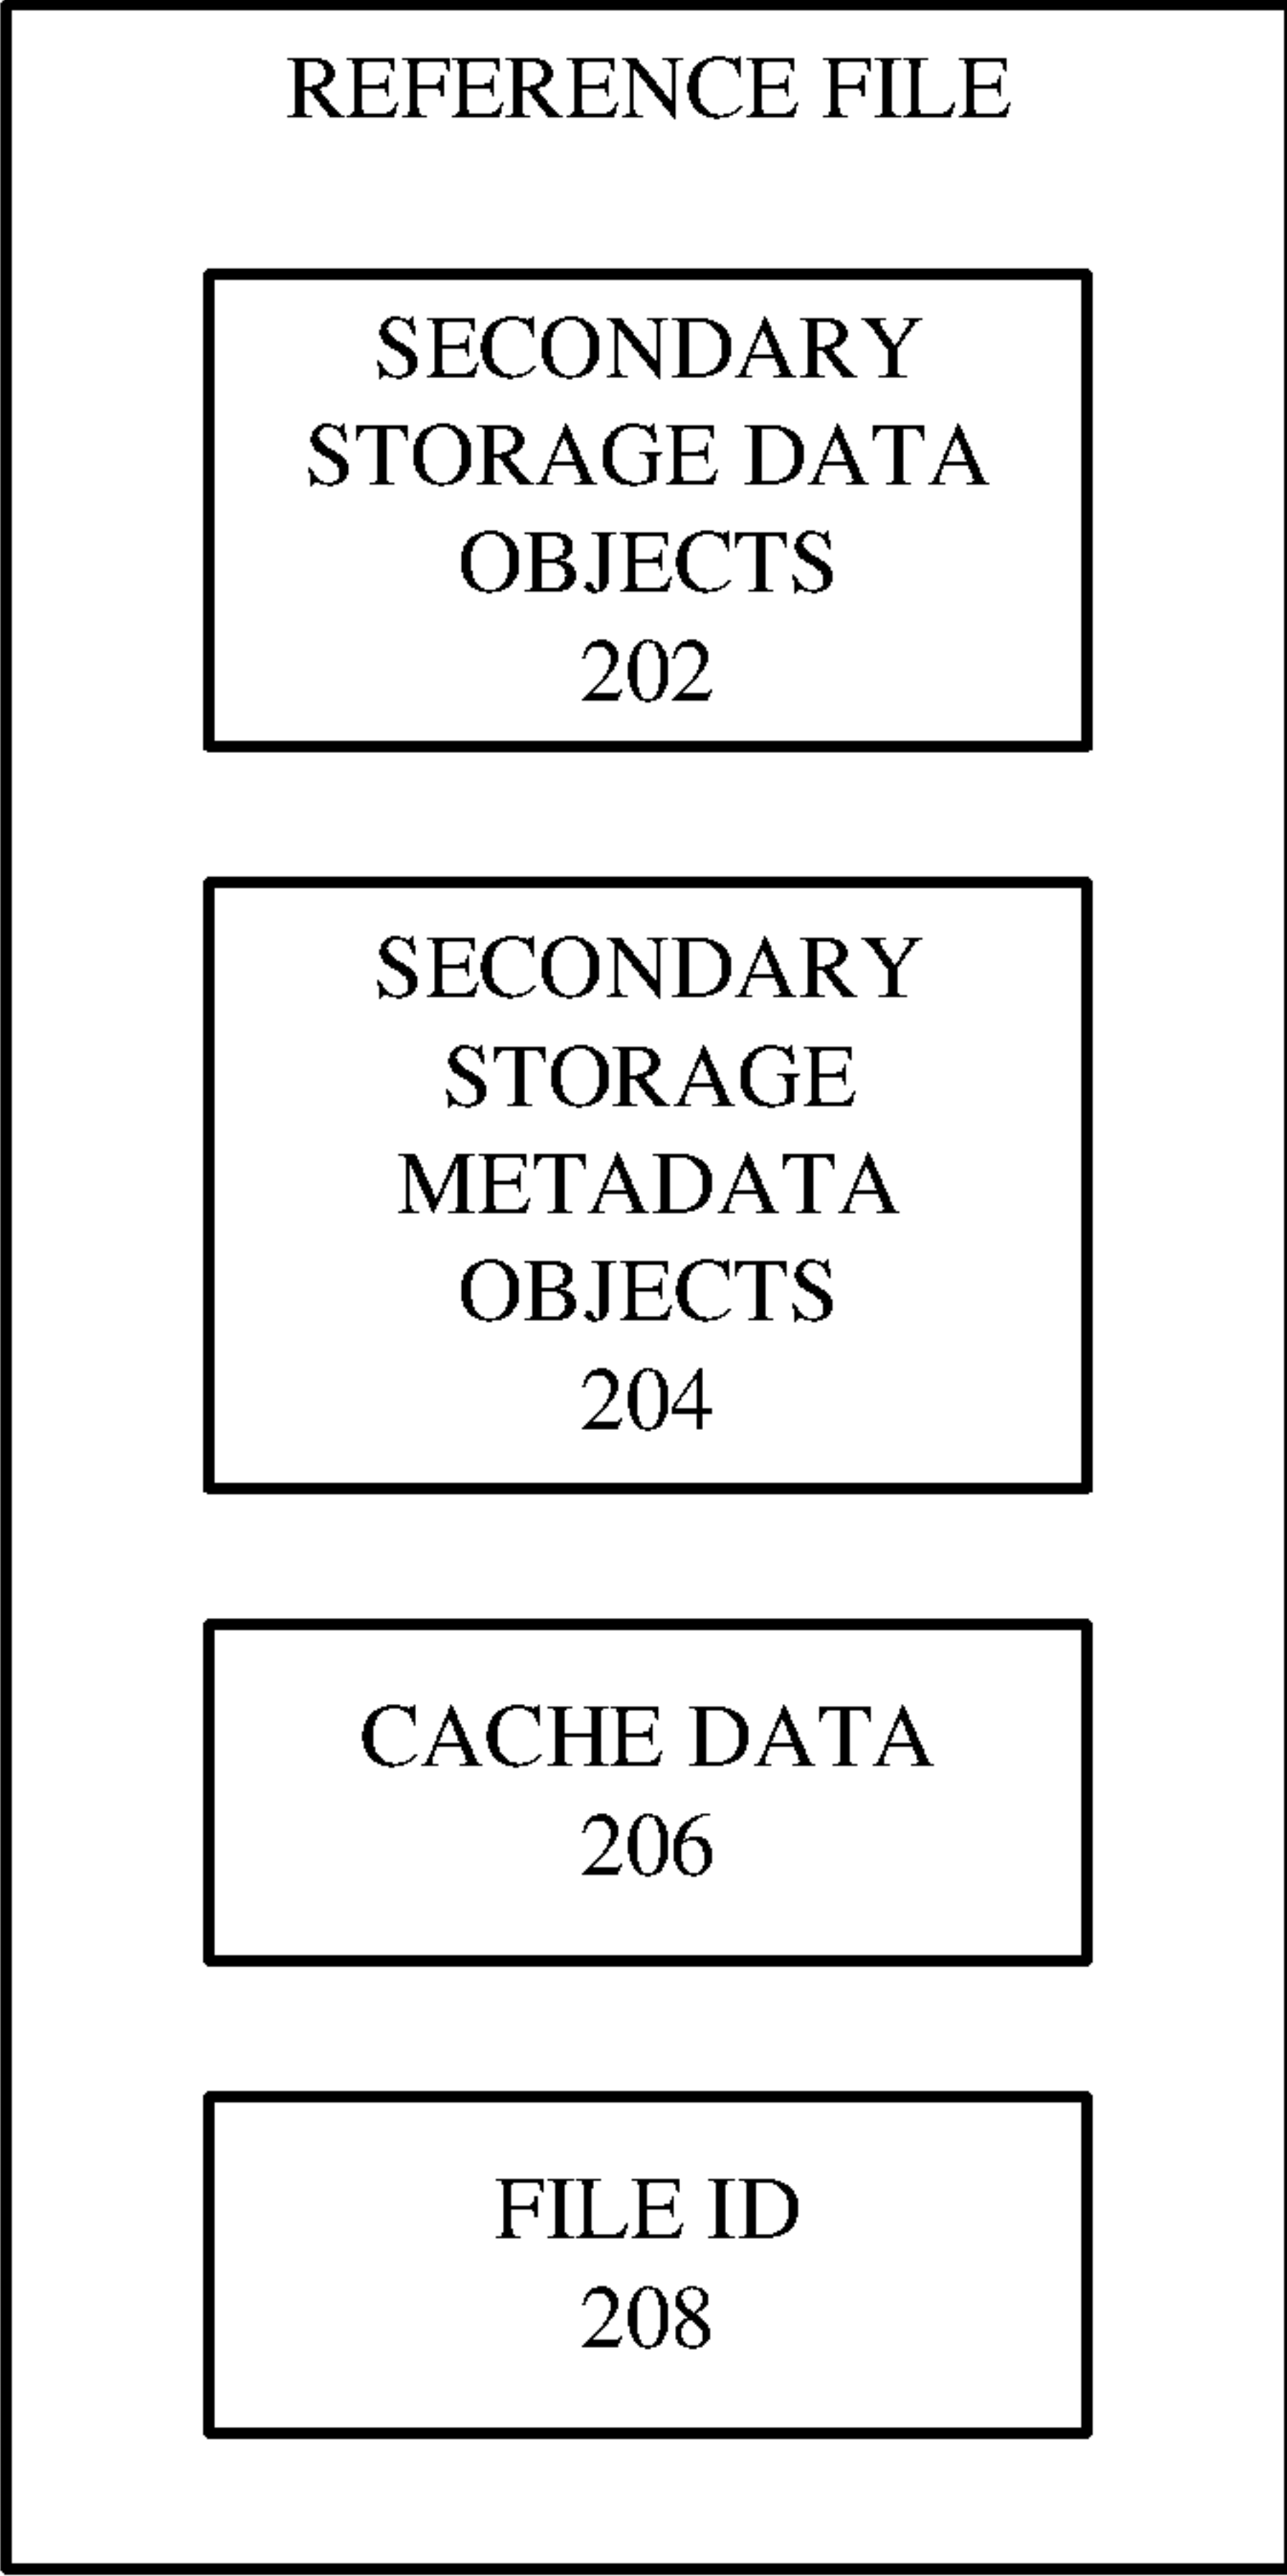 REFERENCE FILE
SECONDARY
STORAGE DATA
OBJECTS
202
SECONDARY
STORAGE
METADATA
OBJECTS
204
CACHE DATA
206
FILE ID
208